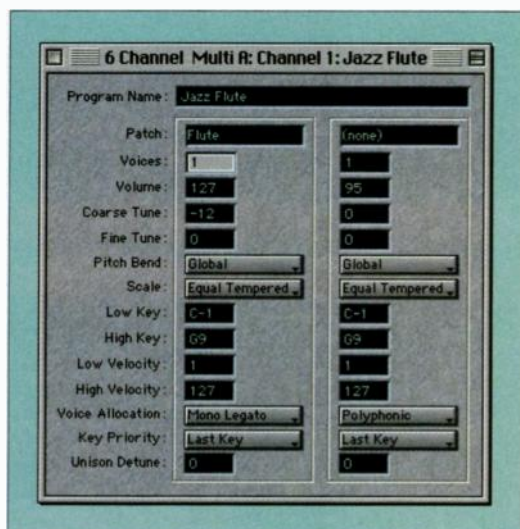 6 Channel Multi A: Channel 1: Jazz Flute
Program Name: Jazz Flute
Patch: Flute (none)
Voices: 1 1
Volume: 127 95
Coarse Tune: -12 0
Fine Tune: 0 0
Pitch Bend: Global Global
Scale: Equal Tempered Equal Tempered
Low Key: C-1 C-1
High Key: G9 G9
Low Velocity: 1 1
High Velocity: 127 127
Voice Allocation: Mono Legato Polyphonic
Key Priority: Last Key Last Key
Unison Detune: 0 0